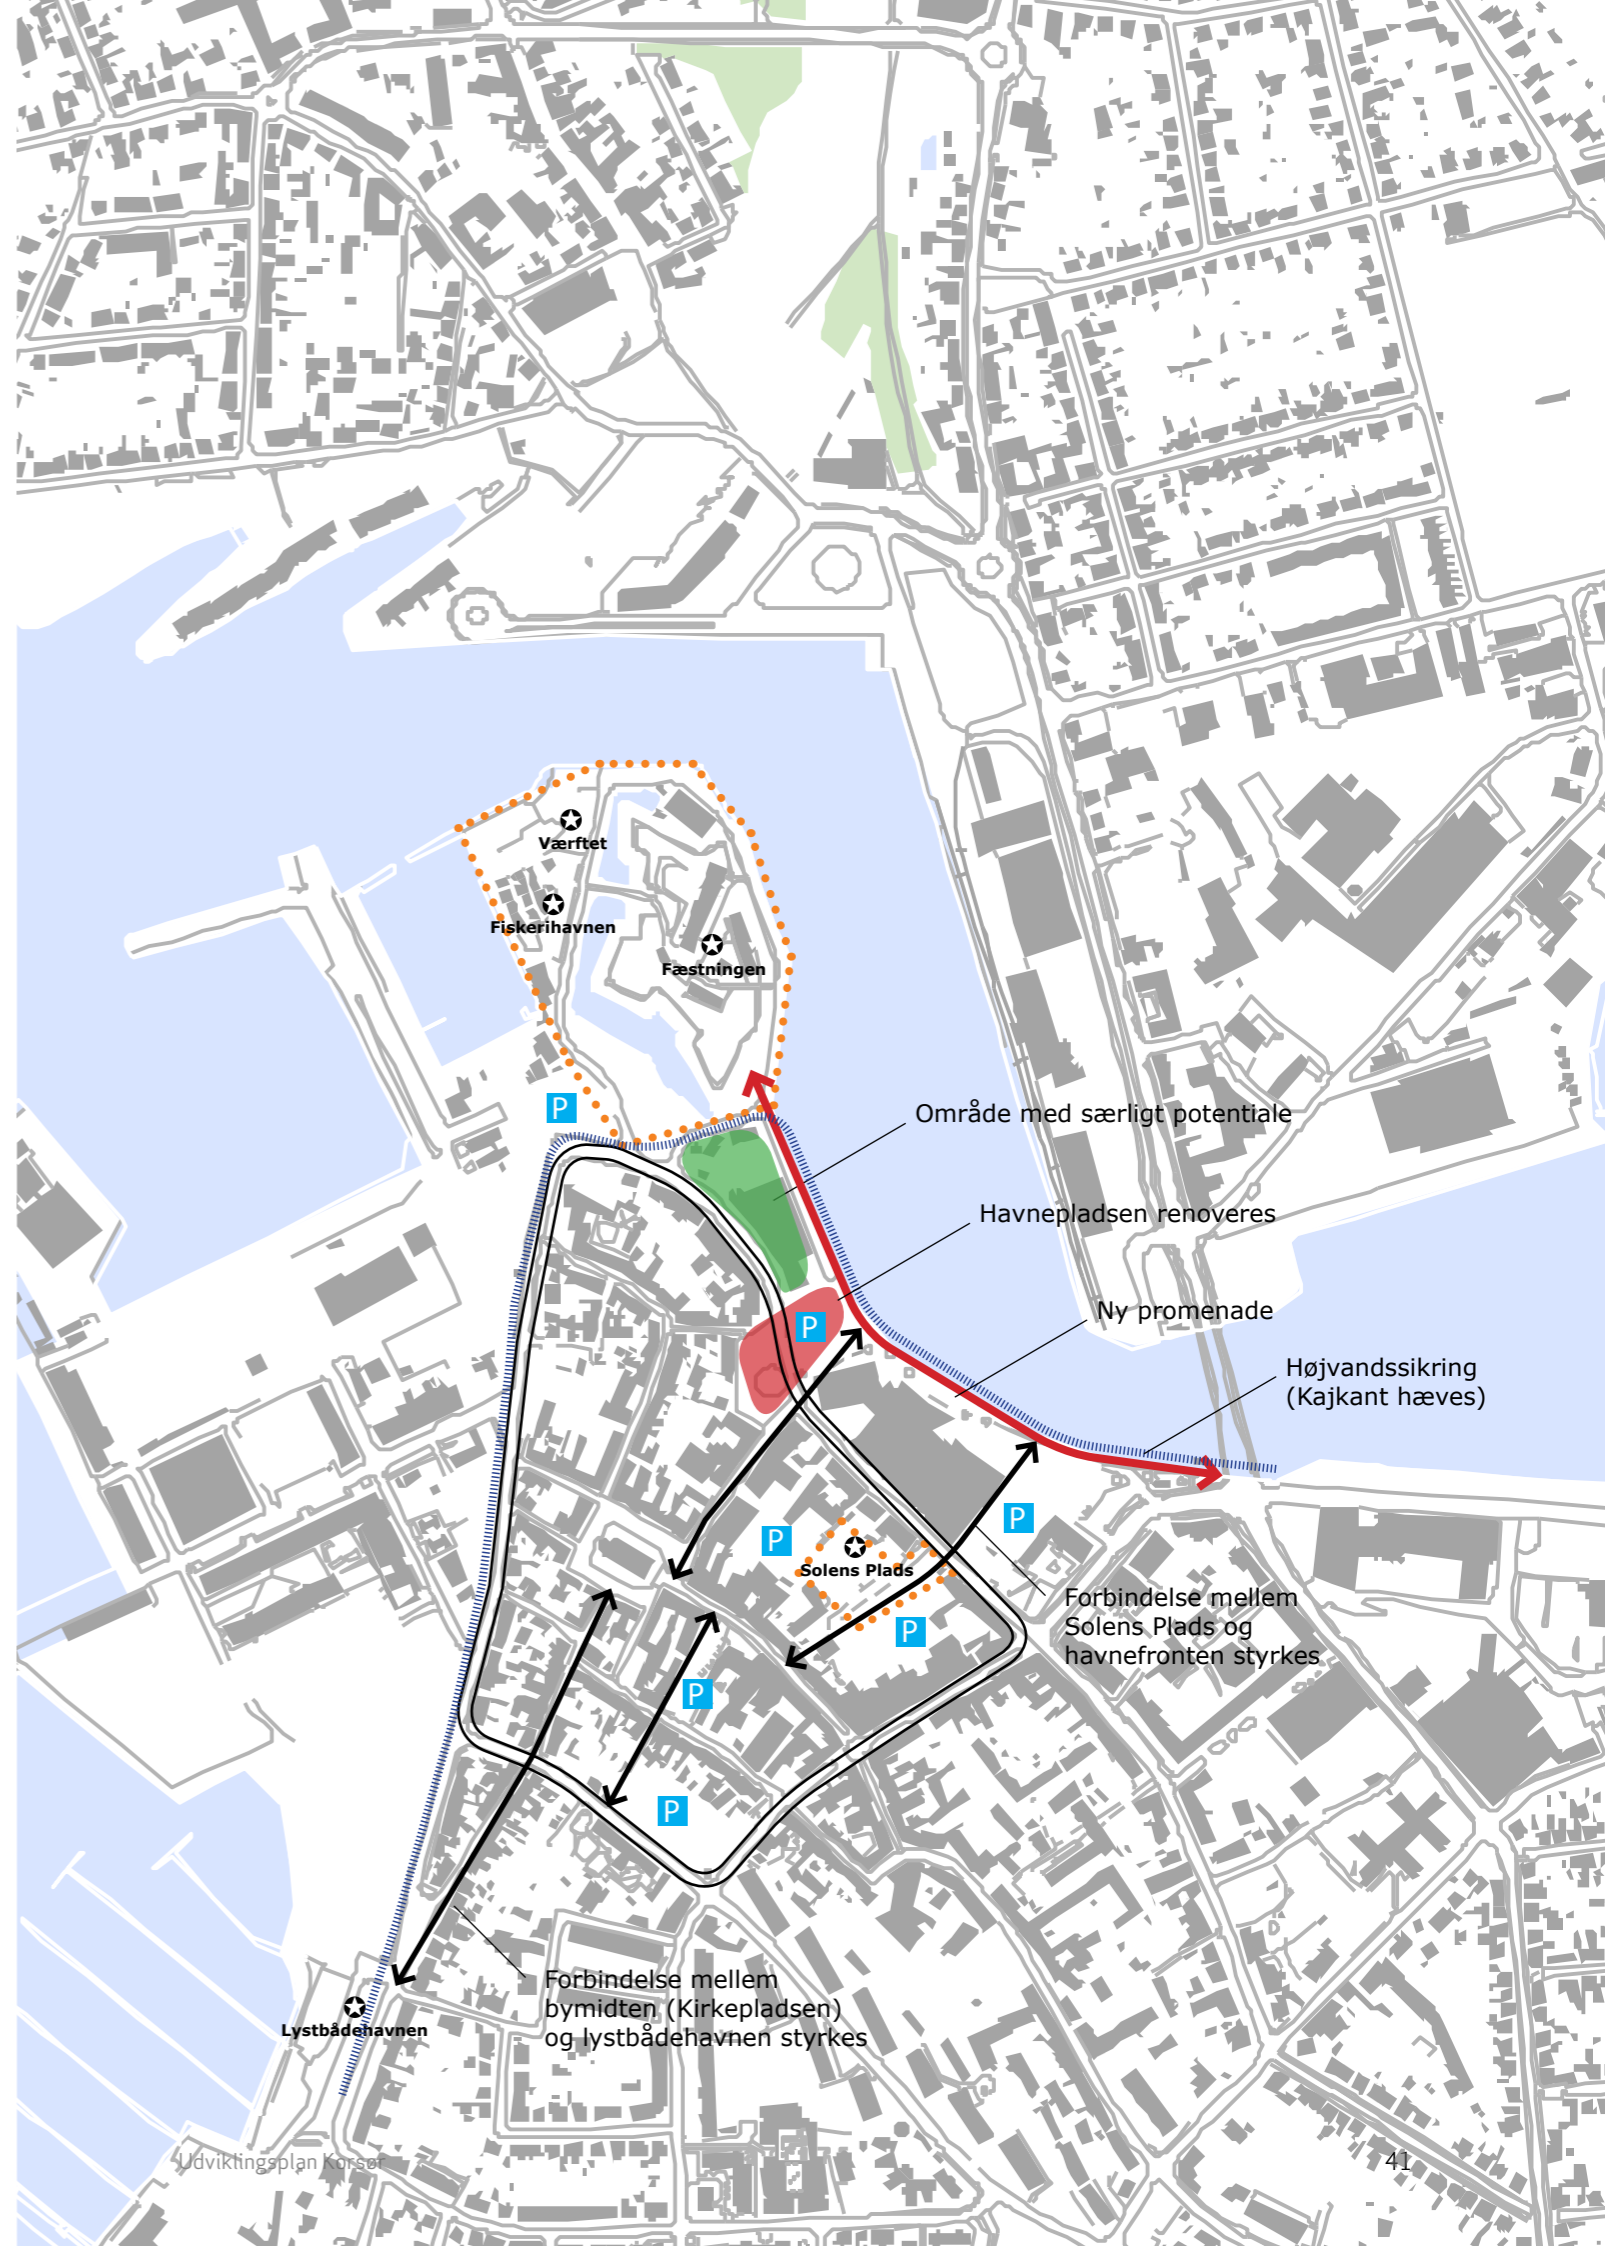 Værftet
Fiskerihavnen
Fæstningen
P
Område med særligt potentiale
Havnepladsen renoveres
Ny promenade
P
Højvandssikring
(Kajkant hæves)
P
P
Solens Plads
P
Forbindelse mellem
Solens Plads og
havnefronten styrkes
P
P
Forbindelse mellem
bymidten (Kirkepladsen)
og lystbådehavnen styrkes
Lystbådehavnen
Udviklingsplan Korsør
41